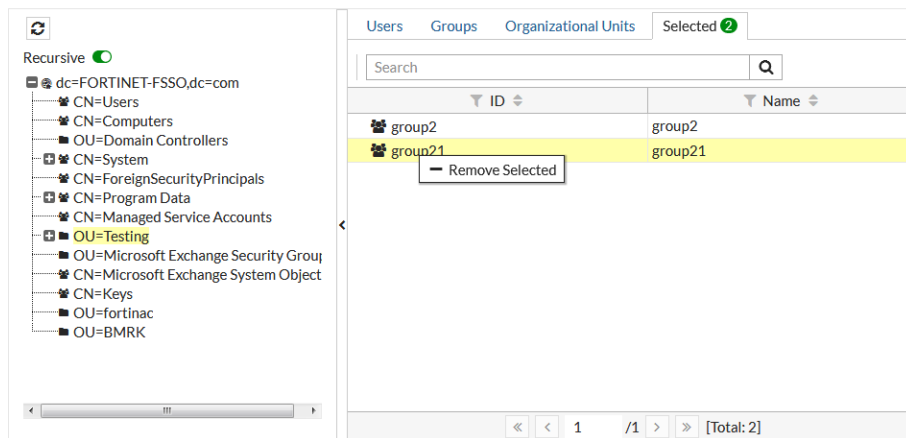 Recursive
dc=FORTINET-FSSO,dc=com
CN=Users
CN=Computers
OU=Domain Controllers
CN=System
CN=ForeignSecurityPrincipals
CN=Program Data
CN=Managed Service Accounts
OU=Testing
OU=Microsoft Exchange Security Grou
CN=Microsoft Exchange System Object
CN=Keys
OU=fortinac
OU=BMRK
Users Groups Organizational Units Selected 2
Search
ID Name
group2 group2
group21 group21
Remove Selected
« < 1 /1 > » [Total: 2]